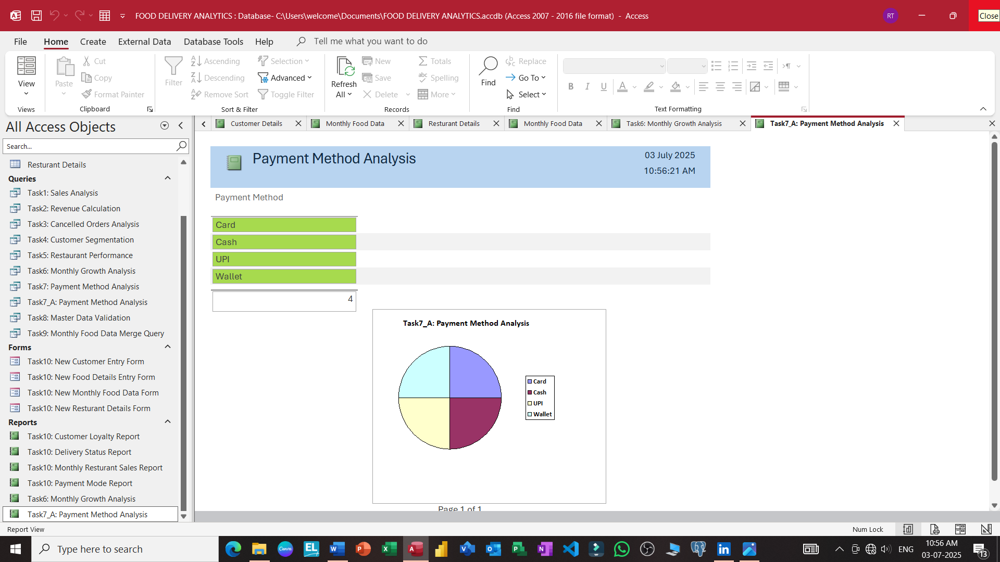 FOOD DELIVERY ANALYTICS : Database- C:\Users\welcome\Documents\FOOD DELIVERY ANALYTICS.accdb (Access 2007 - 2016 file format) - Access
RT
Close
File Home Create External Data Database Tools Help Tell me what you want to do
View
Views
Paste
Cut
Copy
Format Painter
Clipboard
Filter
Ascending
Descending
Remove Sort
Selection
Advanced
Toggle Filter
Sort & Filter
Refresh
All
New
Save
Delete
Totals
Spelling
More
Records
Find
Replace
Go To
Select
Find
B I U A
Text Formatting
All Access Objects
Search...
Resturant Details
Queries
Task1: Sales Analysis
Task2: Revenue Calculation
Task3: Cancelled Orders Analysis
Task4: Customer Segmentation
Task5: Restaurant Performance
Task6: Monthly Growth Analysis
Task7: Payment Method Analysis
Task7_A: Payment Method Analysis
Task8: Master Data Validation
Task9: Monthly Food Data Merge Query
Forms
Task10: New Customer Entry Form
Task10: New Food Details Entry Form
Task10: New Monthly Food Data Form
Task10: New Resturant Details Form
Reports
Task10: Customer Loyalty Report
Task10: Delivery Status Report
Task10: Monthly Resturant Sales Report
Task10: Payment Mode Report
Task6: Monthly Growth Analysis
Task7_A: Payment Method Analysis
Customer Details Monthly Food Data Resturant Details Monthly Food Data Task6: Monthly Growth Analysis Task7_A: Payment Method Analysis
Payment Method Analysis
03 July 2025
10:56:21 AM
Payment Method
Card
Cash
UPI
Wallet
4
Task7_A: Payment Method Analysis
Card
Cash
UPI
Wallet
Page 1 of 1
Report View
Num Lock
Type here to search
Canva
EL
ENG
10:56 AM
03-07-2025
13